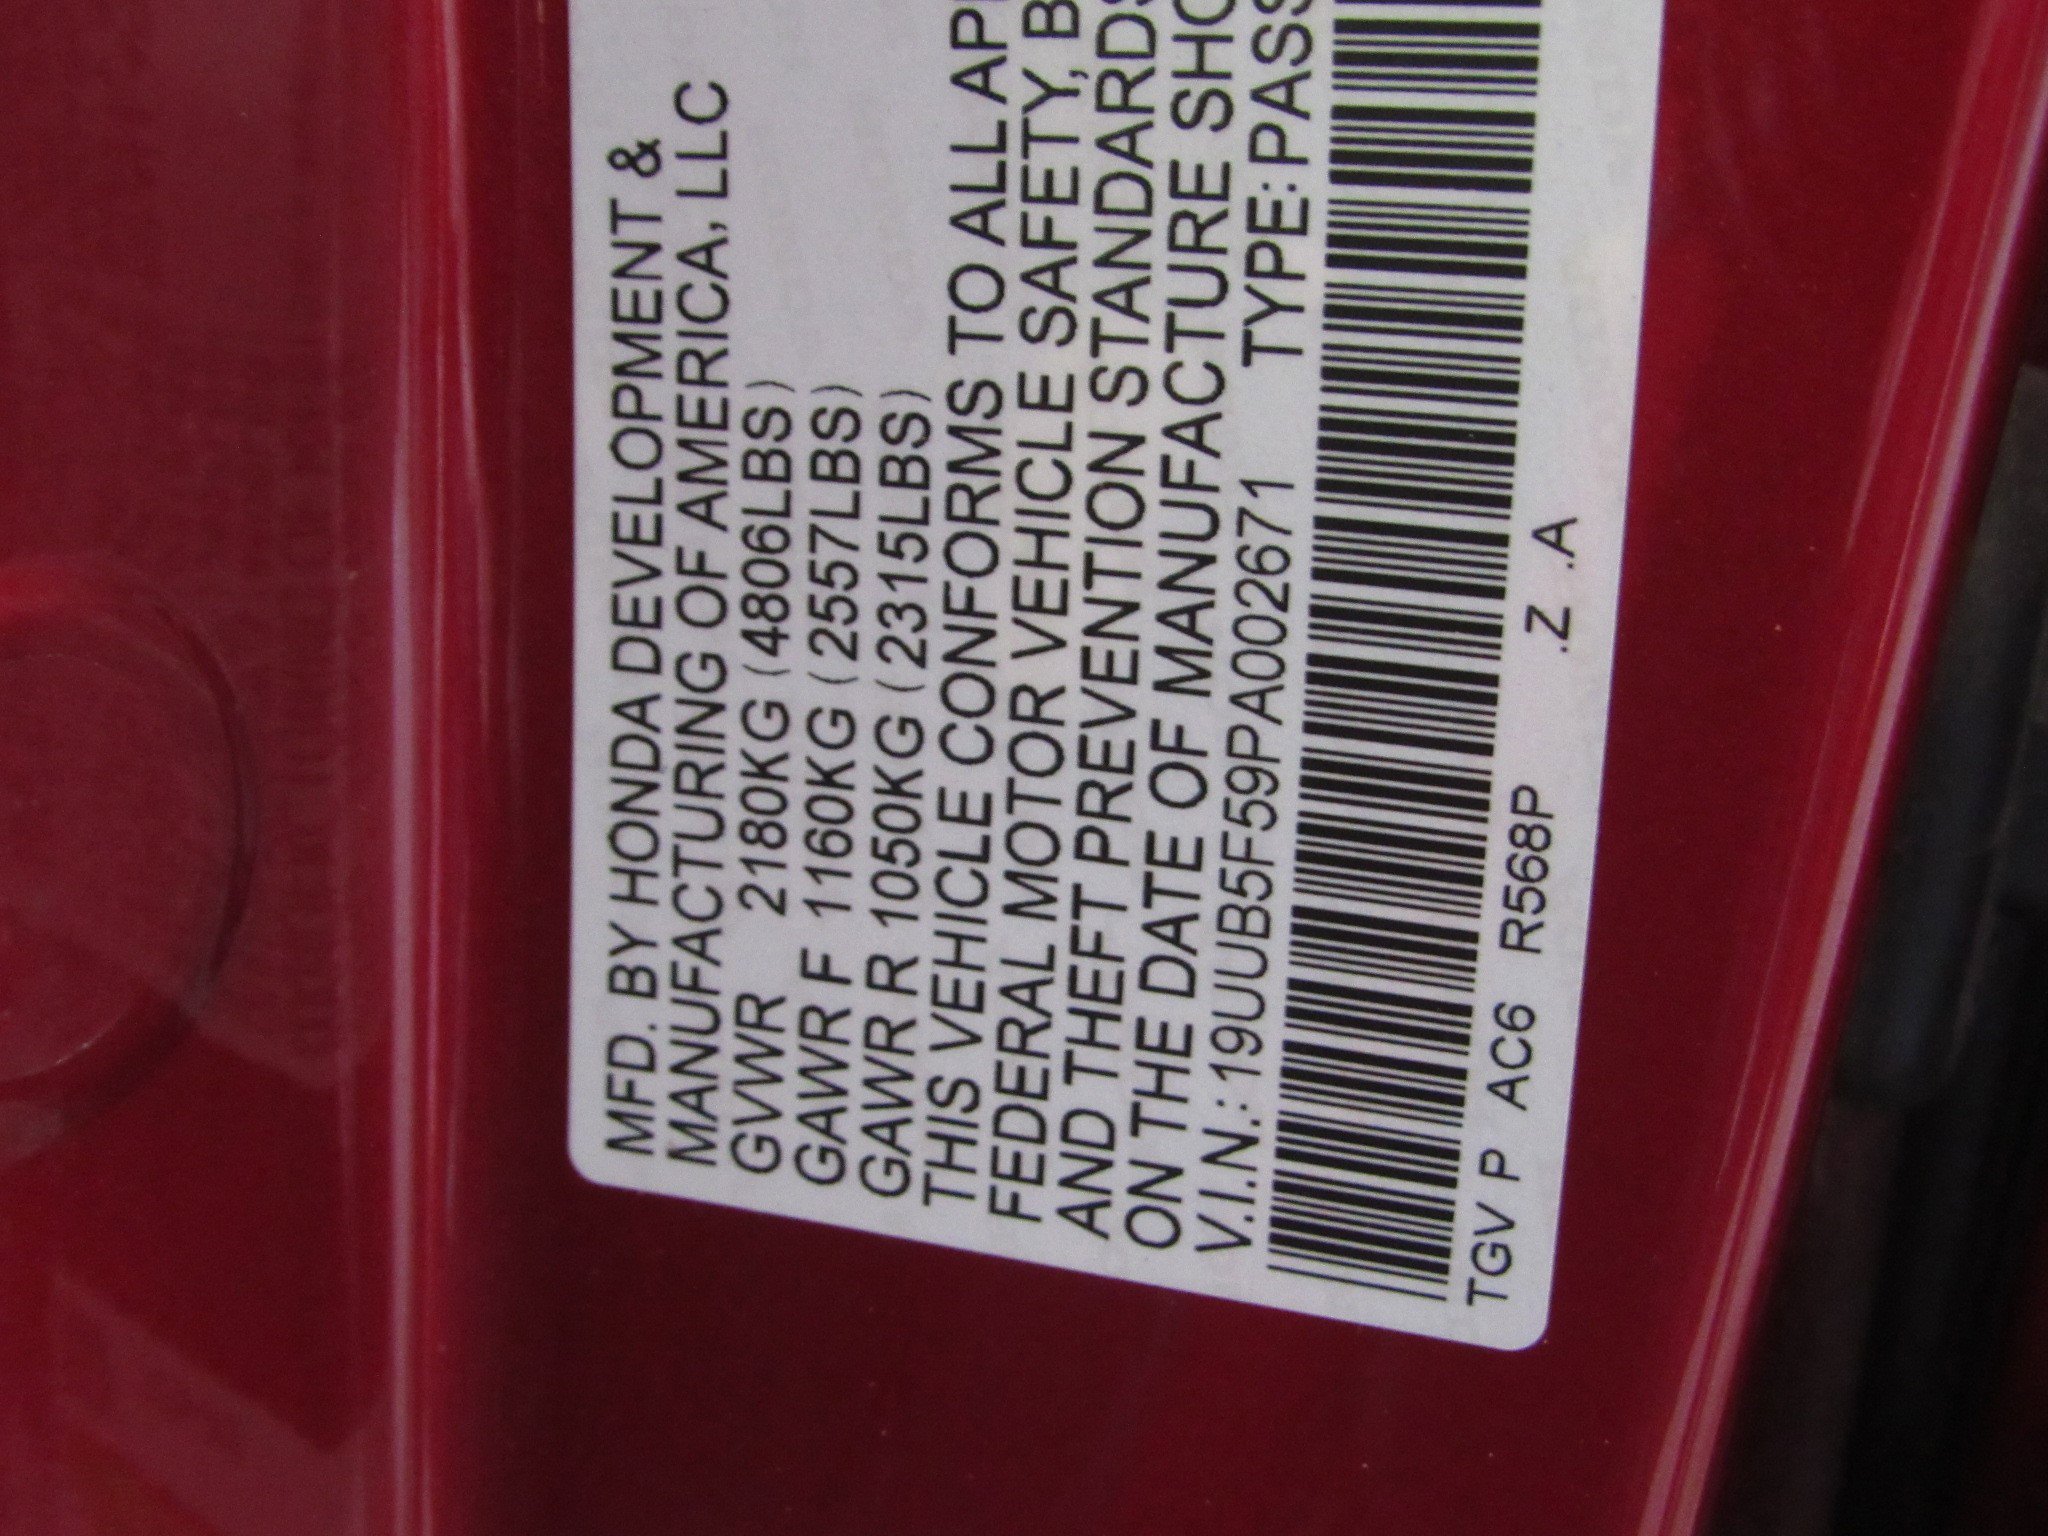 MFD. BY HONDA DEVELOPMENT &
MANUFACTURING OF AMERICA, LLC
GVWR 2180KG (4806LBS)
GAWR F 1160KG (2557LBS)
GAWR R 1050KG (2315LBS)
THIS VEHICLE CONFORMS TO ALL AP
FEDERAL MOTOR VEHICLE SAFETY, B
AND THEFT PREVENTION STANDARDS
ON THE DATE OF MANUFACTURE SHO
V.I.N.: 19UUB5F59PA002671 TYPE: PASS
TGV P AC6 R568P .Z .A